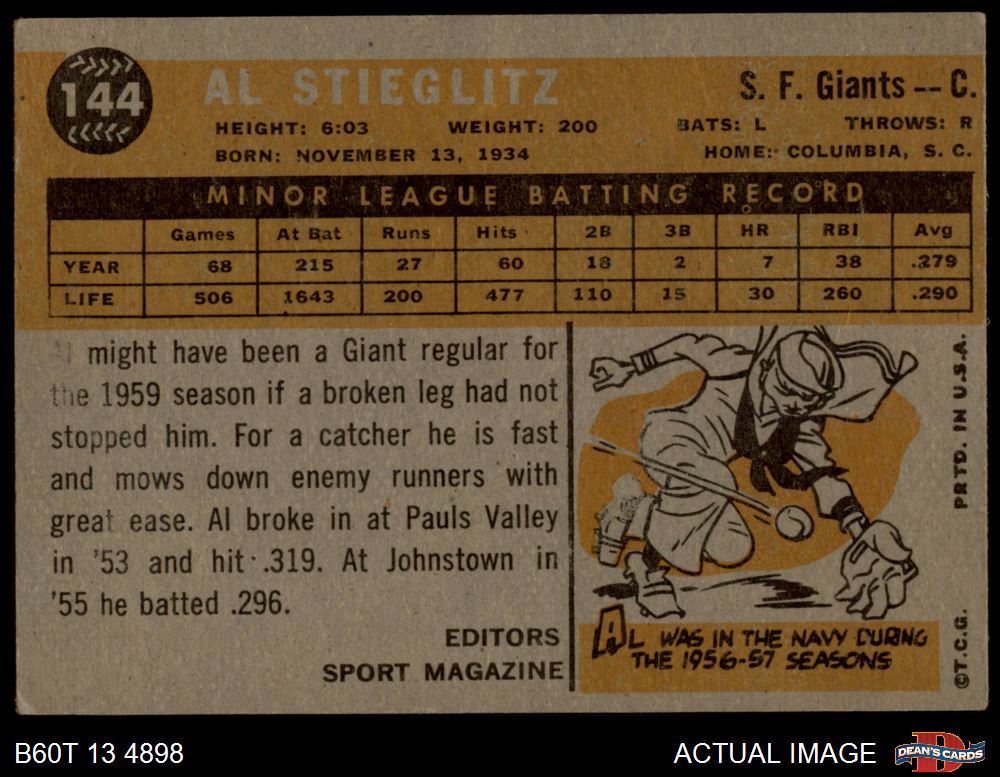 144
AL STIEGLITZ
S. F. Giants -- C.
HEIGHT: 6:03 WEIGHT: 200 BATS: L THROWS: R
BORN: NOVEMBER 13, 1934 HOME: COLUMBIA, S. C.
MINOR LEAGUE BATTING RECORD
Games At Bat Runs Hits 2B 3B HR RBI Avg
YEAR 68 215 27 60 18 2 7 38 .279
LIFE 506 1643 200 477 110 15 30 260 .290
Al might have been a Giant regular for
the 1959 season if a broken leg had not
stopped him. For a catcher he is fast
and mows down enemy runners with
great ease. Al broke in at Pauls Valley
in '53 and hit .319. At Johnstown in
'55 he batted .296.
EDITORS
SPORT MAGAZINE
AL WAS IN THE NAVY DURING
THE 1956-57 SEASONS
PRTD. IN U.S.A.
©T.C.G.
B60T 13 4898
ACTUAL IMAGE
D
DEAN'S CARDS